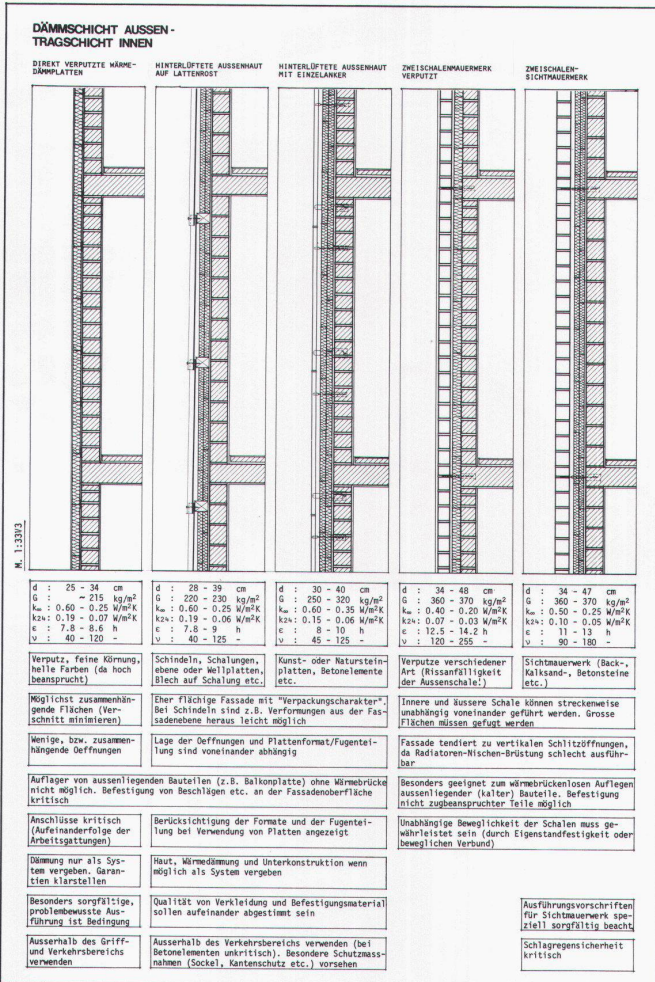 DÄMMSCHICHT AUSSEN -
TRAGSCHICHT INNEN
DIREKT VERPUTZTE WÄRME-
DÄMMPLATTEN
HINTERLÜFTETE AUSSENHAUT
AUF LATTENROST
HINTERLÜFTETE AUSSENHAUT
MIT EINZELANKER
ZWEISCHALENMAUERWERK
VERPUTZT
ZWEISCHALEN-
SICHTMAUERWERK
M. 1:33⅓
d : 25 - 34 cm
G : ~ 215 kg/m²
k∞ : 0.60 - 0.25 W/m²K
k24: 0.19 - 0.07 W/m²K
ε : 7.8 - 8.6 h
ν : 40 - 120 -
d : 28 - 39 cm
G : 220 - 230 kg/m²
k∞ : 0.60 - 0.25 W/m²K
k24: 0.19 - 0.06 W/m²K
ε : 7.8 - 9 h
ν : 40 - 125 -
d : 30 - 40 cm
G : 250 - 320 kg/m²
k∞ : 0.60 - 0.35 W/m²K
k24: 0.15 - 0.06 W/m²K
ε : 8 - 10 h
ν : 45 - 125 -
d : 34 - 48 cm
G : 360 - 370 kg/m²
k∞ : 0.40 - 0.20 W/m²K
k24: 0.07 - 0.03 W/m²K
ε : 12.5 - 14.2 h
ν : 120 - 255 -
d : 34 - 47 cm
G : 360 - 370 kg/m²
k∞ : 0.50 - 0.25 W/m²K
k24: 0.10 - 0.05 W/m²K
ε : 11 - 13 h
ν : 90 - 180 -
Verputz, feine Körnung,
helle Farben (da hoch
beansprucht)
Schindeln, Schalungen,
ebene oder Wellplatten,
Blech auf Schalung etc.
Kunst- oder Naturstein-
platten, Betonelemente
etc.
Verputze verschiedener
Art (Rissanfälligkeit
der Aussenschale!)
Sichtmauerwerk (Back-,
Kalksand-, Betonsteine
etc.)
Möglichst zusammenhän-
gende Flächen (Ver-
schnitt minimieren)
Eher flächige Fassade mit "Verpackungscharakter".
Bei Schindeln sind z.B. Verformungen aus der Fas-
sadenebene heraus leicht möglich
Innere und äussere Schale können streckenweise
unabhängig voneinander geführt werden. Grosse
Flächen müssen gefugt werden
Wenige, bzw. zusammen-
hängende Oeffnungen
Lage der Oeffnungen und Plattenformat/Fugentei-
lung sind voneinander abhängig
Fassade tendiert zu vertikalen Schlitzöffnungen,
da Radiatoren-Nischen-Brüstung schlecht ausführ-
bar
Auflager von aussenliegenden Bauteilen (z.B. Balkonplatte) ohne Wärmebrücke
nicht möglich. Befestigung von Beschlägen etc. an der Fassadenoberfläche
kritisch
Besonders geeignet zum wärmebrückenlosen Auflegen
aussenliegender (kalter) Bauteile. Befestigung
nicht zugbeanspruchter Teile möglich
Anschlüsse kritisch
(Aufeinanderfolge der
Arbeitsgattungen)
Berücksichtigung der Formate und der Fugentei-
lung bei Verwendung von Platten angezeigt
Unabhängige Beweglichkeit der Schalen muss ge-
währleistet sein (durch Eigenstandfestigkeit oder
beweglichen Verbund)
Dämmung nur als Sys-
tem vergeben. Garan-
tien klarstellen
Haut, Wärmedämmung und Unterkonstruktion wenn
möglich als System vergeben
Besonders sorgfältige,
problembewusste Aus-
führung ist Bedingung
Qualität von Verkleidung und Befestigungsmaterial
sollen aufeinander abgestimmt sein
Ausführungsvorschriften
für Sichtmauerwerk spe-
ziell sorgfältig beacht
Ausserhalb des Griff-
und Verkehrsbereichs
verwenden
Ausserhalb des Verkehrsbereichs verwenden (bei
Betonelementen unkritisch). Besondere Schutzmass-
nahmen (Sockel, Kantenschutz etc.) vorsehen
Schlagregensicherheit
kritisch